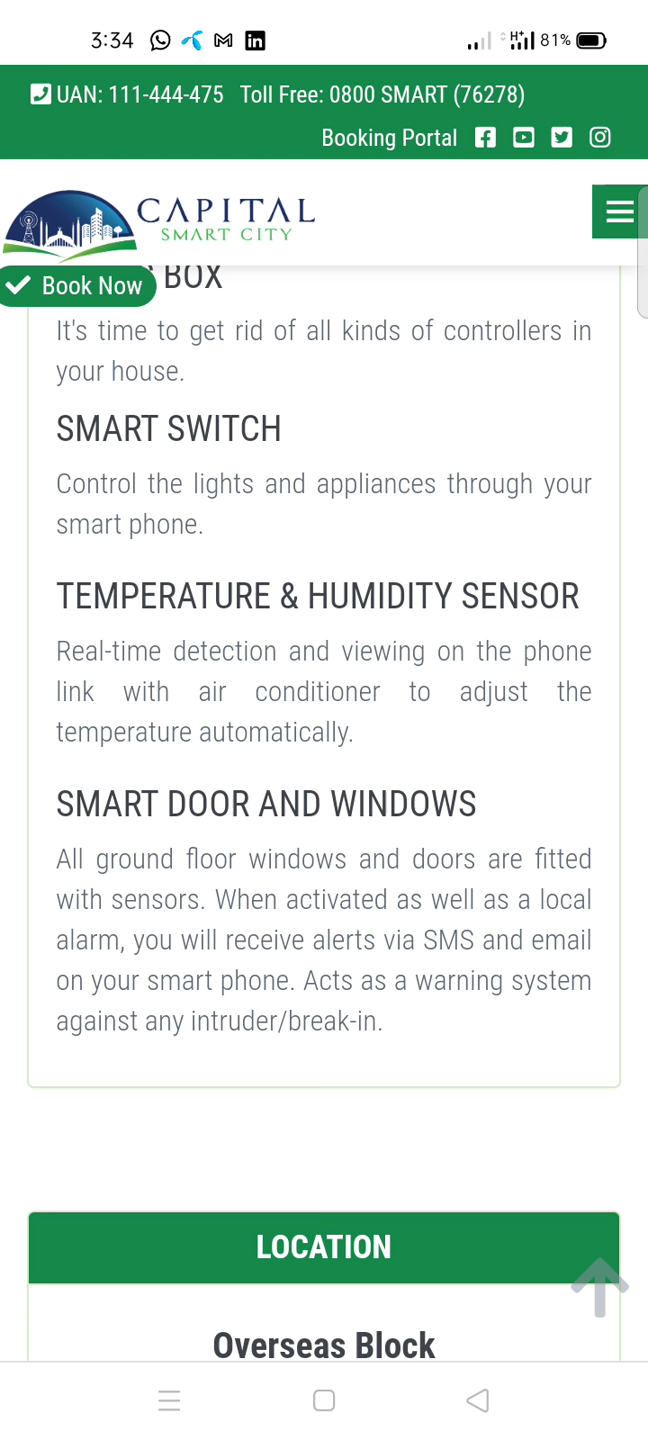 3:34
81%
UAN: 111-444-475 Toll Free: 0800 SMART (76278)
Booking Portal
CAPITAL
SMART CITY
BOX
Book Now
It's time to get rid of all kinds of controllers in
your house.
SMART SWITCH
Control the lights and appliances through your
smart phone.
TEMPERATURE & HUMIDITY SENSOR
Real-time detection and viewing on the phone
link with air conditioner to adjust the
temperature automatically.
SMART DOOR AND WINDOWS
All ground floor windows and doors are fitted
with sensors. When activated as well as a local
alarm, you will receive alerts via SMS and email
on your smart phone. Acts as a warning system
against any intruder/break-in.
LOCATION
Overseas Block